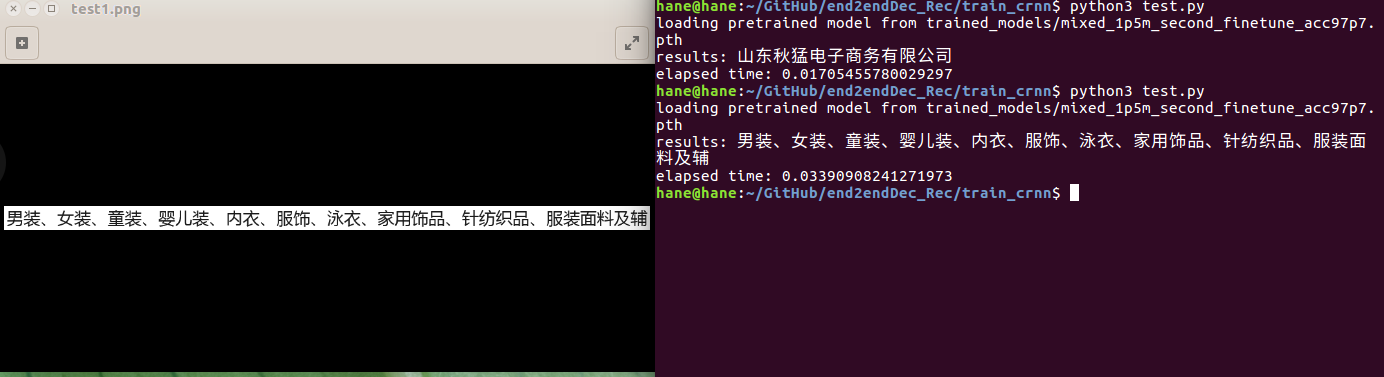 test1.png
男装、女装、童装、婴儿装、内衣、服饰、泳衣、家用饰品、针纺织品、服装面料及辅
hane@hane:~/GitHub/end2endDec_Rec/train_crnn$ python3 test.py
loading pretrained model from trained_models/mixed_1p5m_second_finetune_acc97p7.
pth
results: 山东秋猛电子商务有限公司
elapsed time: 0.01705455780029297
hane@hane:~/GitHub/end2endDec_Rec/train_crnn$ python3 test.py
loading pretrained model from trained_models/mixed_1p5m_second_finetune_acc97p7.
pth
results: 男装、女装、童装、婴儿装、内衣、服饰、泳衣、家用饰品、针纺织品、服装面
料及辅
elapsed time: 0.03390908241271973
hane@hane:~/GitHub/end2endDec_Rec/train_crnn$